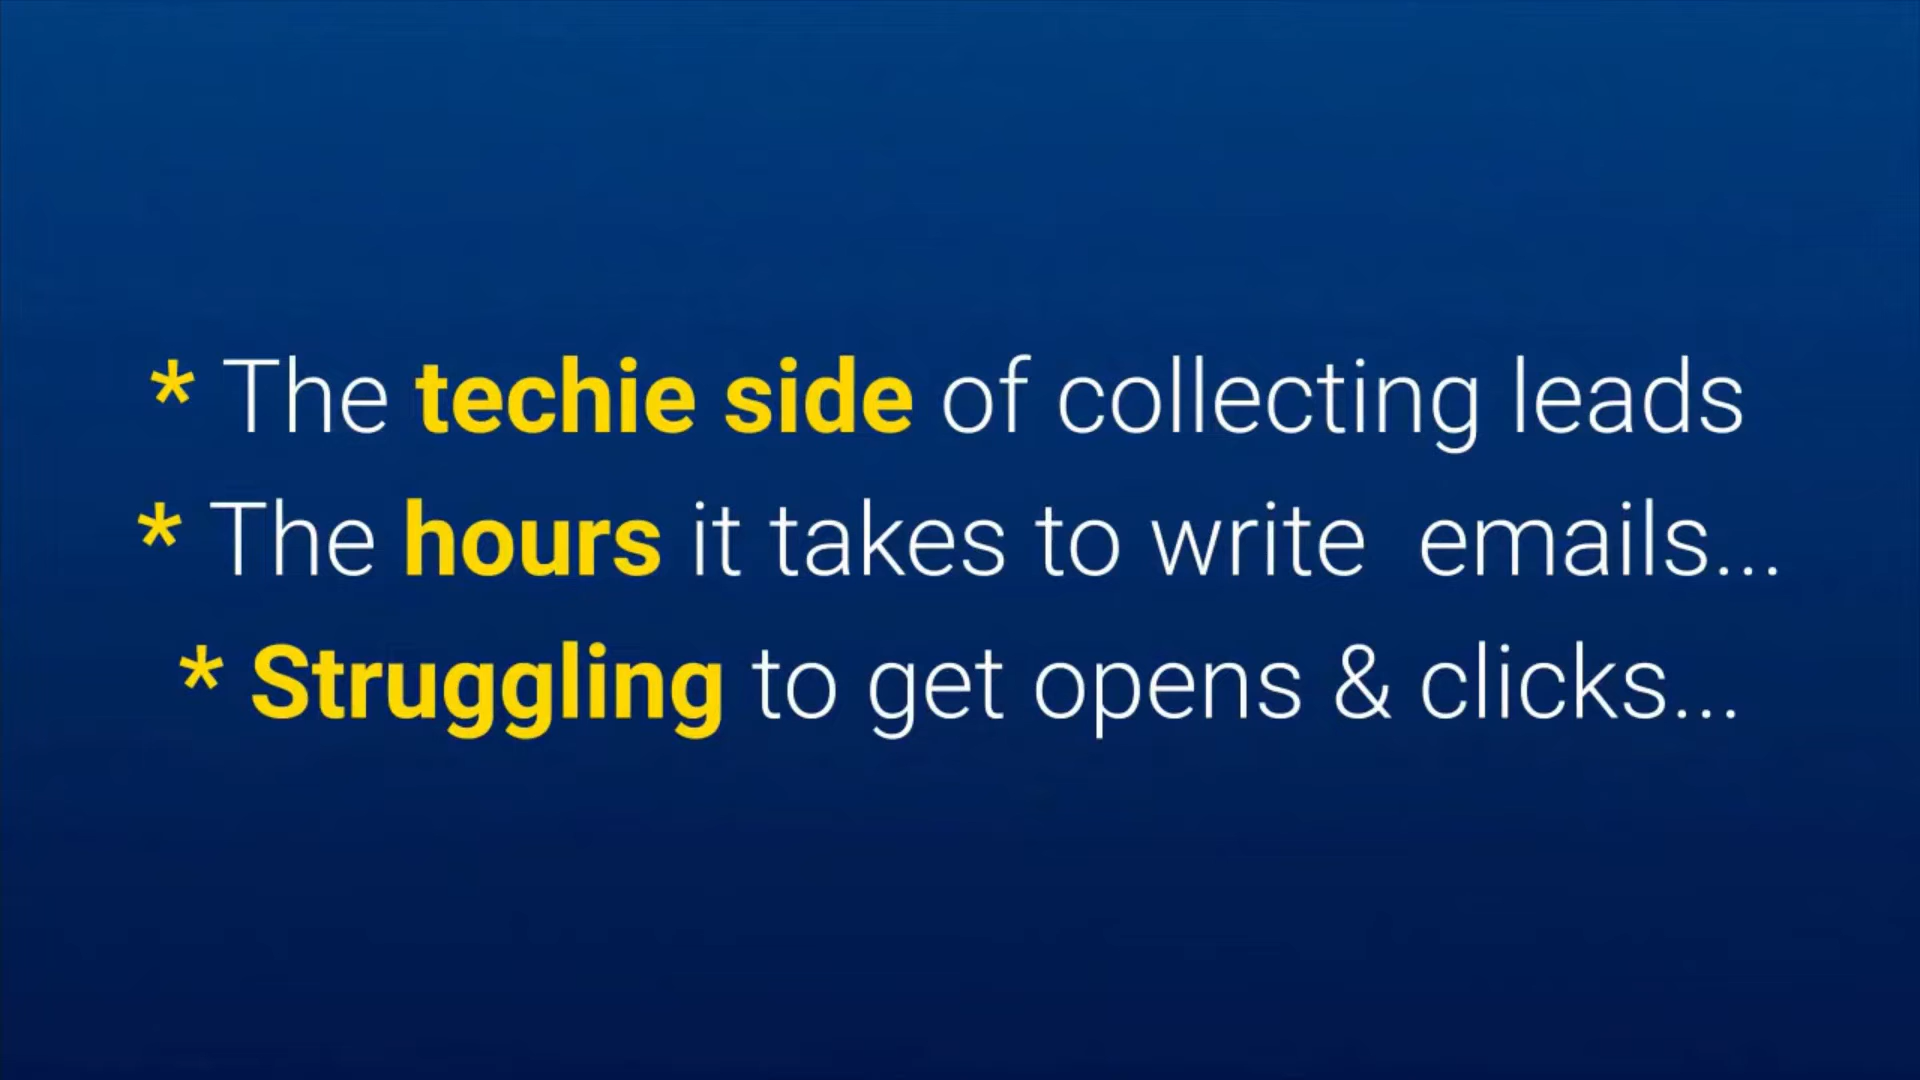 * The techie side of collecting leads
* The hours it takes to write  emails...
* Struggling to get opens & clicks...